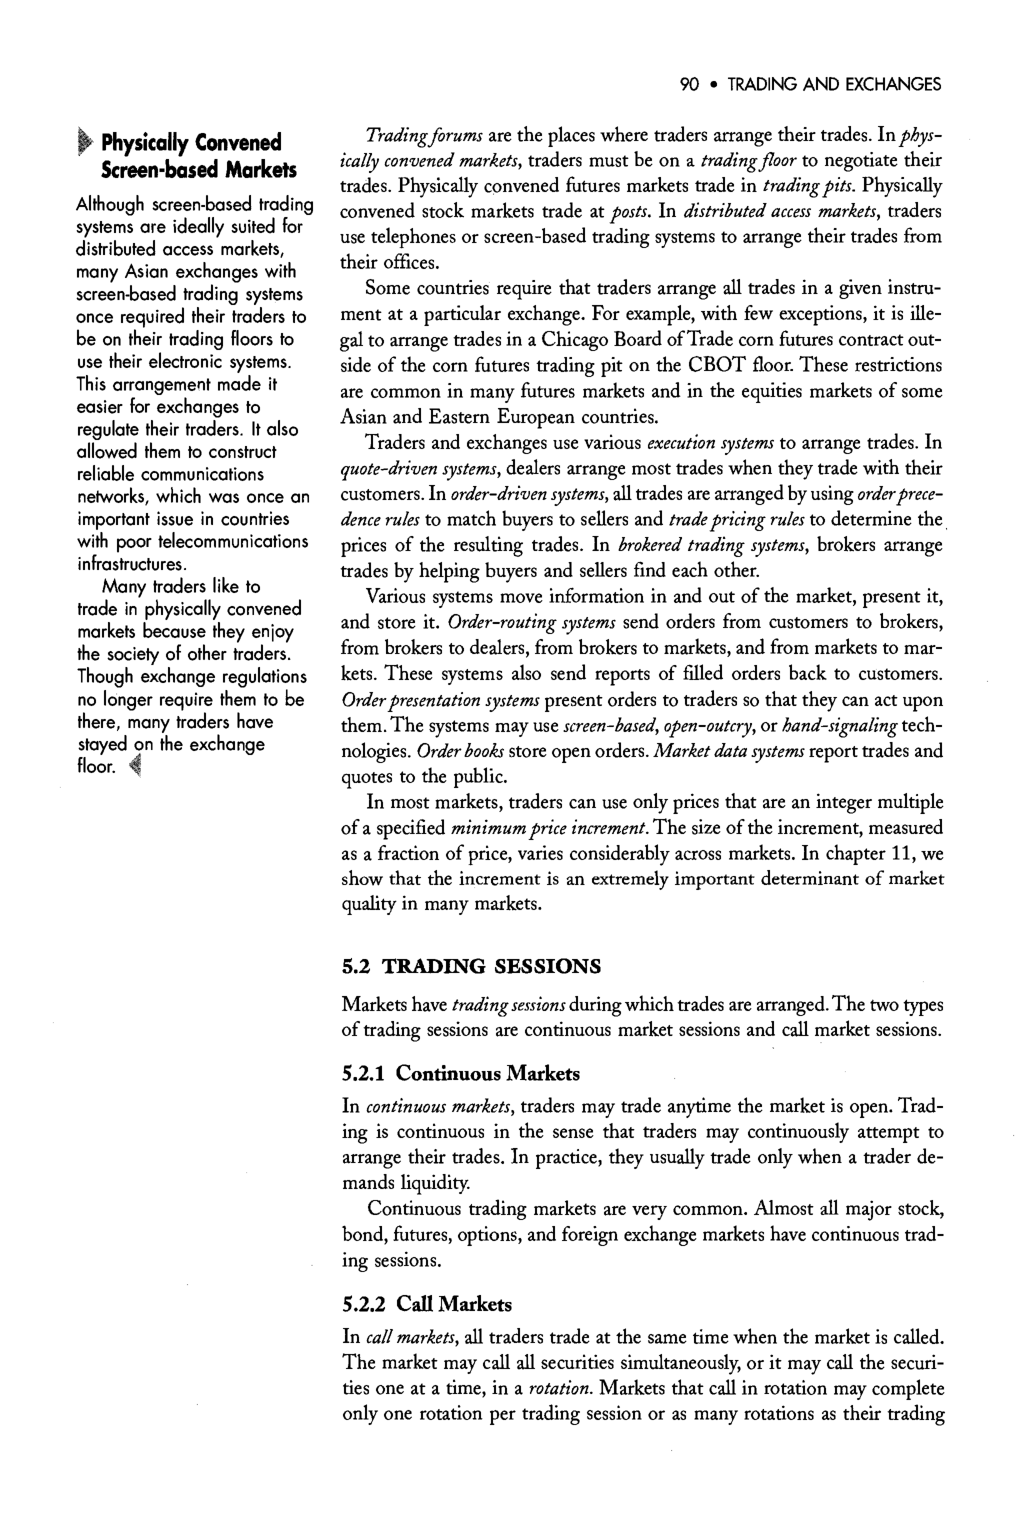 90 • TRADING AND EXCHANGES
Physically Convened
Screen-based Markets
Although screen-based trading
systems are ideally suited for
distributed access markets,
many Asian exchanges with
screen-based trading systems
once required their traders to
be on their trading floors to
use their electronic systems.
This arrangement made it
easier for exchanges to
regulate their traders. It also
allowed them to construct
reliable communications
networks, which was once an
important issue in countries
with poor telecommunications
infrastructures.
Many traders like to
trade in physically convened
markets because they enjoy
the society of other traders.
Though exchange regulations
no longer require them to be
there, many traders have
stayed on the exchange
floor.
Trading forums are the places where traders arrange their trades. In phys-
ically convened markets, traders must be on a trading floor to negotiate their
trades. Physically convened futures markets trade in trading pits. Physically
convened stock markets trade at posts. In distributed access markets, traders
use telephones or screen-based trading systems to arrange their trades from
their offices.
Some countries require that traders arrange all trades in a given instru-
ment at a particular exchange. For example, with few exceptions, it is ille-
gal to arrange trades in a Chicago Board of Trade corn futures contract out-
side of the corn futures trading pit on the CBOT floor. These restrictions
are common in many futures markets and in the equities markets of some
Asian and Eastern European countries.
Traders and exchanges use various execution systems to arrange trades. In
quote-driven systems, dealers arrange most trades when they trade with their
customers. In order-driven systems, all trades are arranged by using order prece-
dence rules to match buyers to sellers and trade pricing rules to determine the
prices of the resulting trades. In brokered trading systems, brokers arrange
trades by helping buyers and sellers find each other.
Various systems move information in and out of the market, present it,
and store it. Order-routing systems send orders from customers to brokers,
from brokers to dealers, from brokers to markets, and from markets to mar-
kets. These systems also send reports of filled orders back to customers.
Order presentation systems present orders to traders so that they can act upon
them. The systems may use screen-based, open-outcry, or hand-signaling tech-
nologies. Order books store open orders. Market data systems report trades and
quotes to the public.
In most markets, traders can use only prices that are an integer multiple
of a specified minimum price increment. The size of the increment, measured
as a fraction of price, varies considerably across markets. In chapter 11, we
show that the increment is an extremely important determinant of market
quality in many markets.
5.2 TRADING SESSIONS
Markets have trading sessions during which trades are arranged. The two types
of trading sessions are continuous market sessions and call market sessions.
5.2.1 Continuous Markets
In continuous markets, traders may trade anytime the market is open. Trad-
ing is continuous in the sense that traders may continuously attempt to
arrange their trades. In practice, they usually trade only when a trader de-
mands liquidity.
Continuous trading markets are very common. Almost all major stock,
bond, futures, options, and foreign exchange markets have continuous trad-
ing sessions.
5.2.2 Call Markets
In call markets, all traders trade at the same time when the market is called.
The market may call all securities simultaneously, or it may call the securi-
ties one at a time, in a rotation. Markets that call in rotation may complete
only one rotation per trading session or as many rotations as their trading